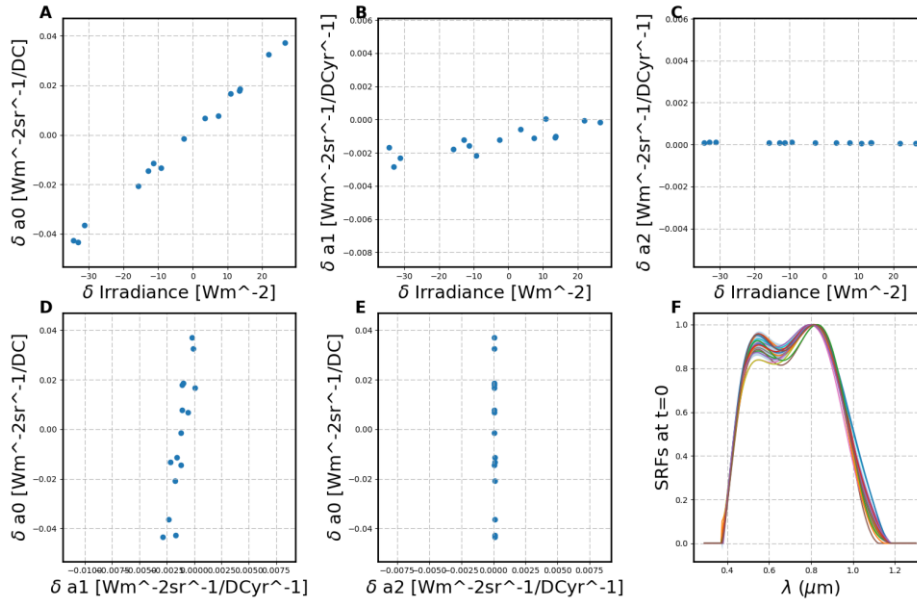 A
δ a0 [Wm^-2sr^-1/DC]
0.04
0.02
0.00
−0.02
−0.04
−30 −20 −10 0 10 20
δ Irradiance [Wm^-2]
B
δ a1 [Wm^-2sr^-1/DCyr^-1]
0.006
0.004
0.002
0.000
−0.002
−0.004
−0.006
−0.008
−30 −20 −10 0 10 20
δ Irradiance [Wm^-2]
C
δ a2 [Wm^-2sr^-1/DCyr^-1]
0.006
0.004
0.002
0.000
−0.002
−0.004
−30 −20 −10 0 10 20
δ Irradiance [Wm^-2]
D
δ a0 [Wm^-2sr^-1/DC]
0.04
0.02
0.00
−0.02
−0.04
−0.0100 −0.0075 −0.0050 −0.0025 0.0000 0.0025 0.0050 0.0075
δ a1 [Wm^-2sr^-1/DCyr^-1]
E
δ a0 [Wm^-2sr^-1/DC]
0.04
0.02
0.00
−0.02
−0.04
−0.0075 −0.0050 −0.0025 0.0000 0.0025 0.0050 0.0075
δ a2 [Wm^-2sr^-1/DCyr^-1]
F
SRFs at t=0
1.0
0.8
0.6
0.4
0.2
0.0
0.4 0.6 0.8 1.0 1.2
λ (μm)